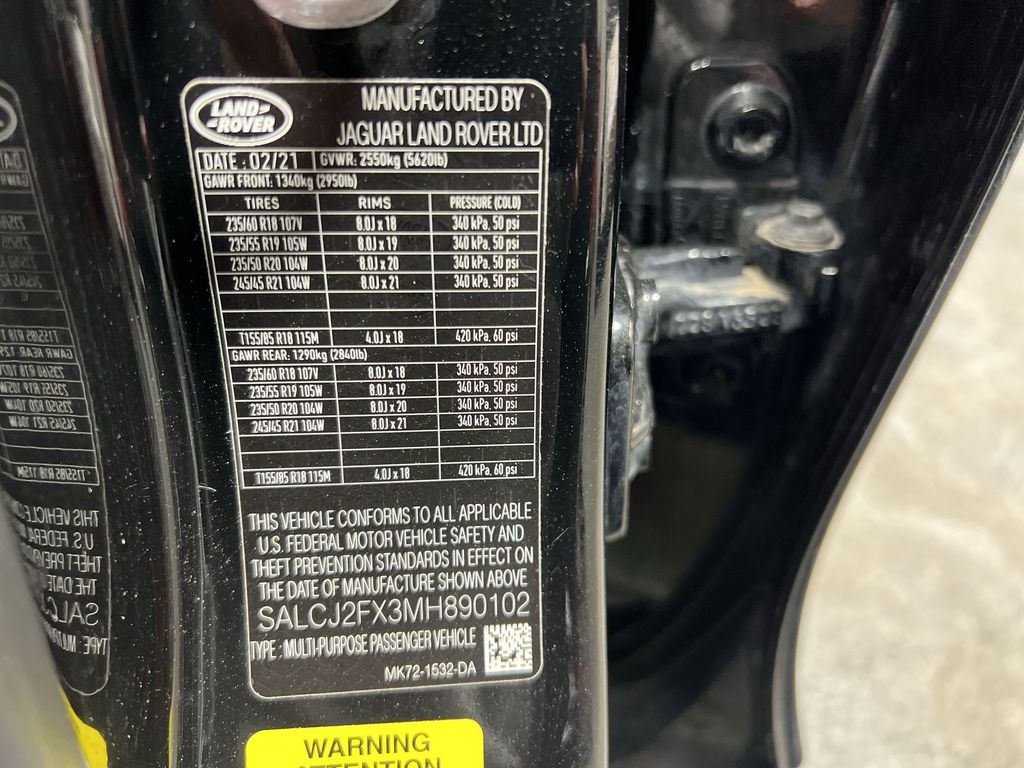 LAND-
-ROVER
MANUFACTURED BY
JAGUAR LAND ROVER LTD
DATE : 02/21 GVWR: 2550kg (5620lb)
GAWR FRONT: 1340kg (2950lb)
TIRES RIMS PRESSURE (COLD)
235/60 R18 107V 8.0J x 18 340 kPa, 50 psi
235/55 R19 105W 8.0J x 19 340 kPa, 50 psi
235/50 R20 104W 8.0J x 20 340 kPa, 50 psi
245/45 R21 104W 8.0J x 21 340 kPa, 50 psi
T155/85 R18 115M 4.0J x 18 420 kPa, 60 psi
GAWR REAR: 1290kg (2840lb)
235/60 R18 107V 8.0J x 18 340 kPa, 50 psi
235/55 R19 105W 8.0J x 19 340 kPa, 50 psi
235/50 R20 104W 8.0J x 20 340 kPa, 50 psi
245/45 R21 104W 8.0J x 21 340 kPa, 50 psi
T155/85 R18 115M 4.0J x 18 420 kPa, 60 psi
THIS VEHICLE CONFORMS TO ALL APPLICABLE
U.S. FEDERAL MOTOR VEHICLE SAFETY AND
THEFT PREVENTION STANDARDS IN EFFECT ON
THE DATE OF MANUFACTURE SHOWN ABOVE
SALCJ2FX3MH890102
TYPE : MULTI-PURPOSE PASSENGER VEHICLE
MK72-1532-DA
WARNING
ATTENTION